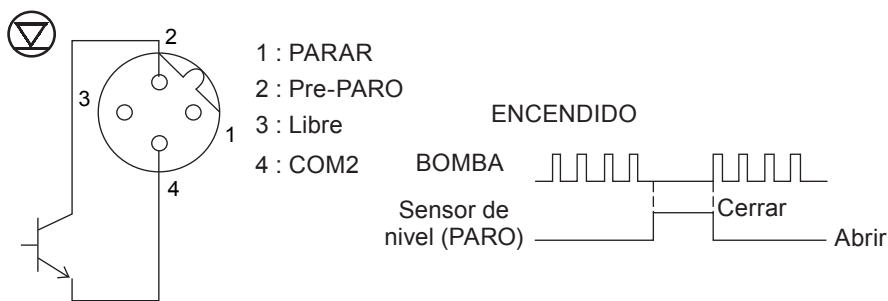 2
3
1
4
1 : PARAR
2 : Pre-PARO
3 : Libre
4 : COM2
ENCENDIDO
BOMBA
Sensor de
nivel (PARO)
Cerrar
Abrir